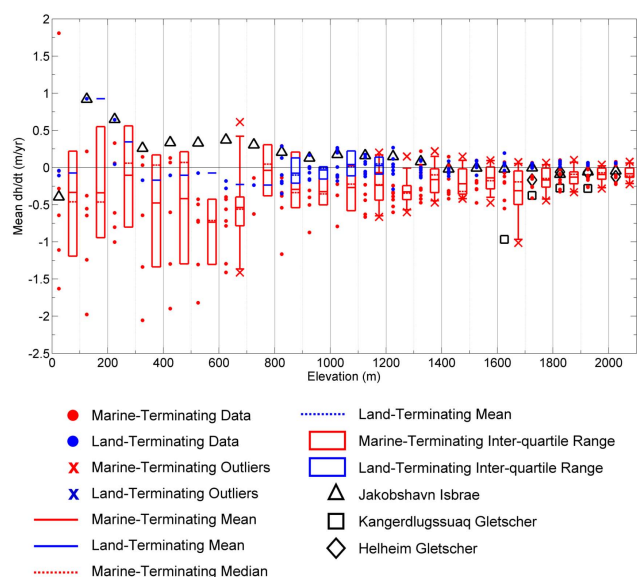 Mean dh/dt (m/yr)
2
1.5
1
0.5
0
-0.5
-1
-1.5
-2
-2.5
0 200 400 600 800 1000 1200 1400 1600 1800 2000
Elevation (m)
Marine-Terminating Data
Land-Terminating Data
Marine-Terminating Outliers
Land-Terminating Outliers
Marine-Terminating Mean
Land-Terminating Mean
Marine-Terminating Median
Land-Terminating Mean
Marine-Terminating Inter-quartile Range
Land-Terminating Inter-quartile Range
Jakobshavn Isbrae
Kangerdlugssuaq Gletscher
Helheim Gletscher